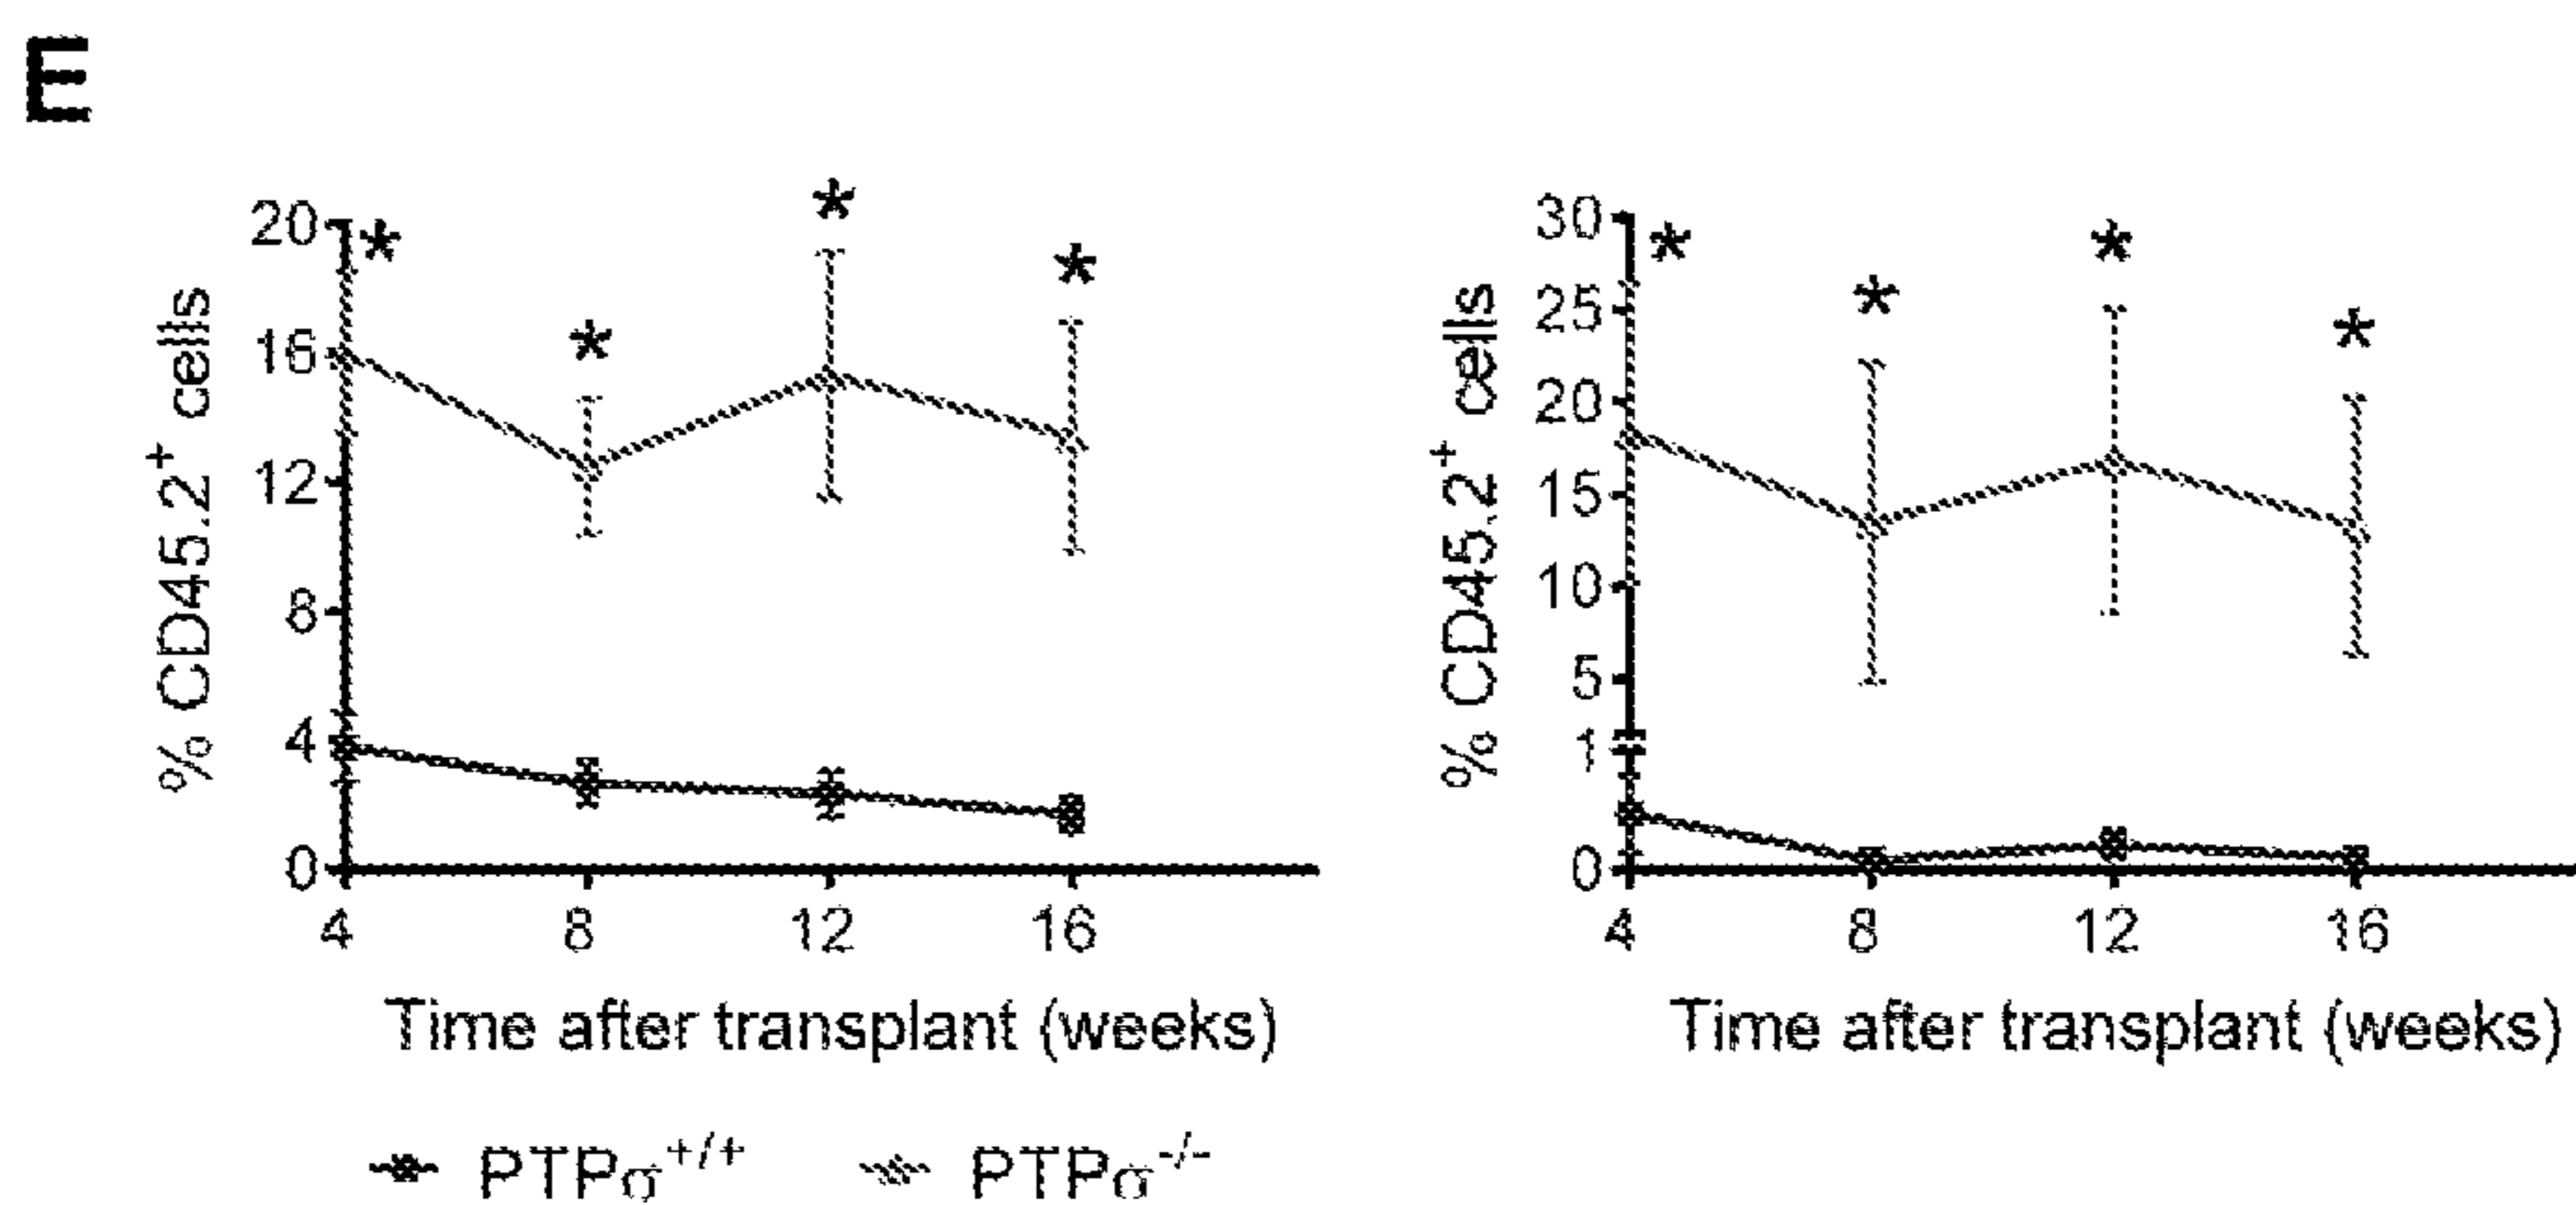 E
* * * *
% CD45.2+ cells
20
16
12
8
4
0
4 8 12 16
Time after transplant (weeks)
* * * *
% CD45.2+ cells
30
25
20
15
10
5
1
0
4 8 12 16
Time after transplant (weeks)
PTPσ+/+ PTPσ-/-